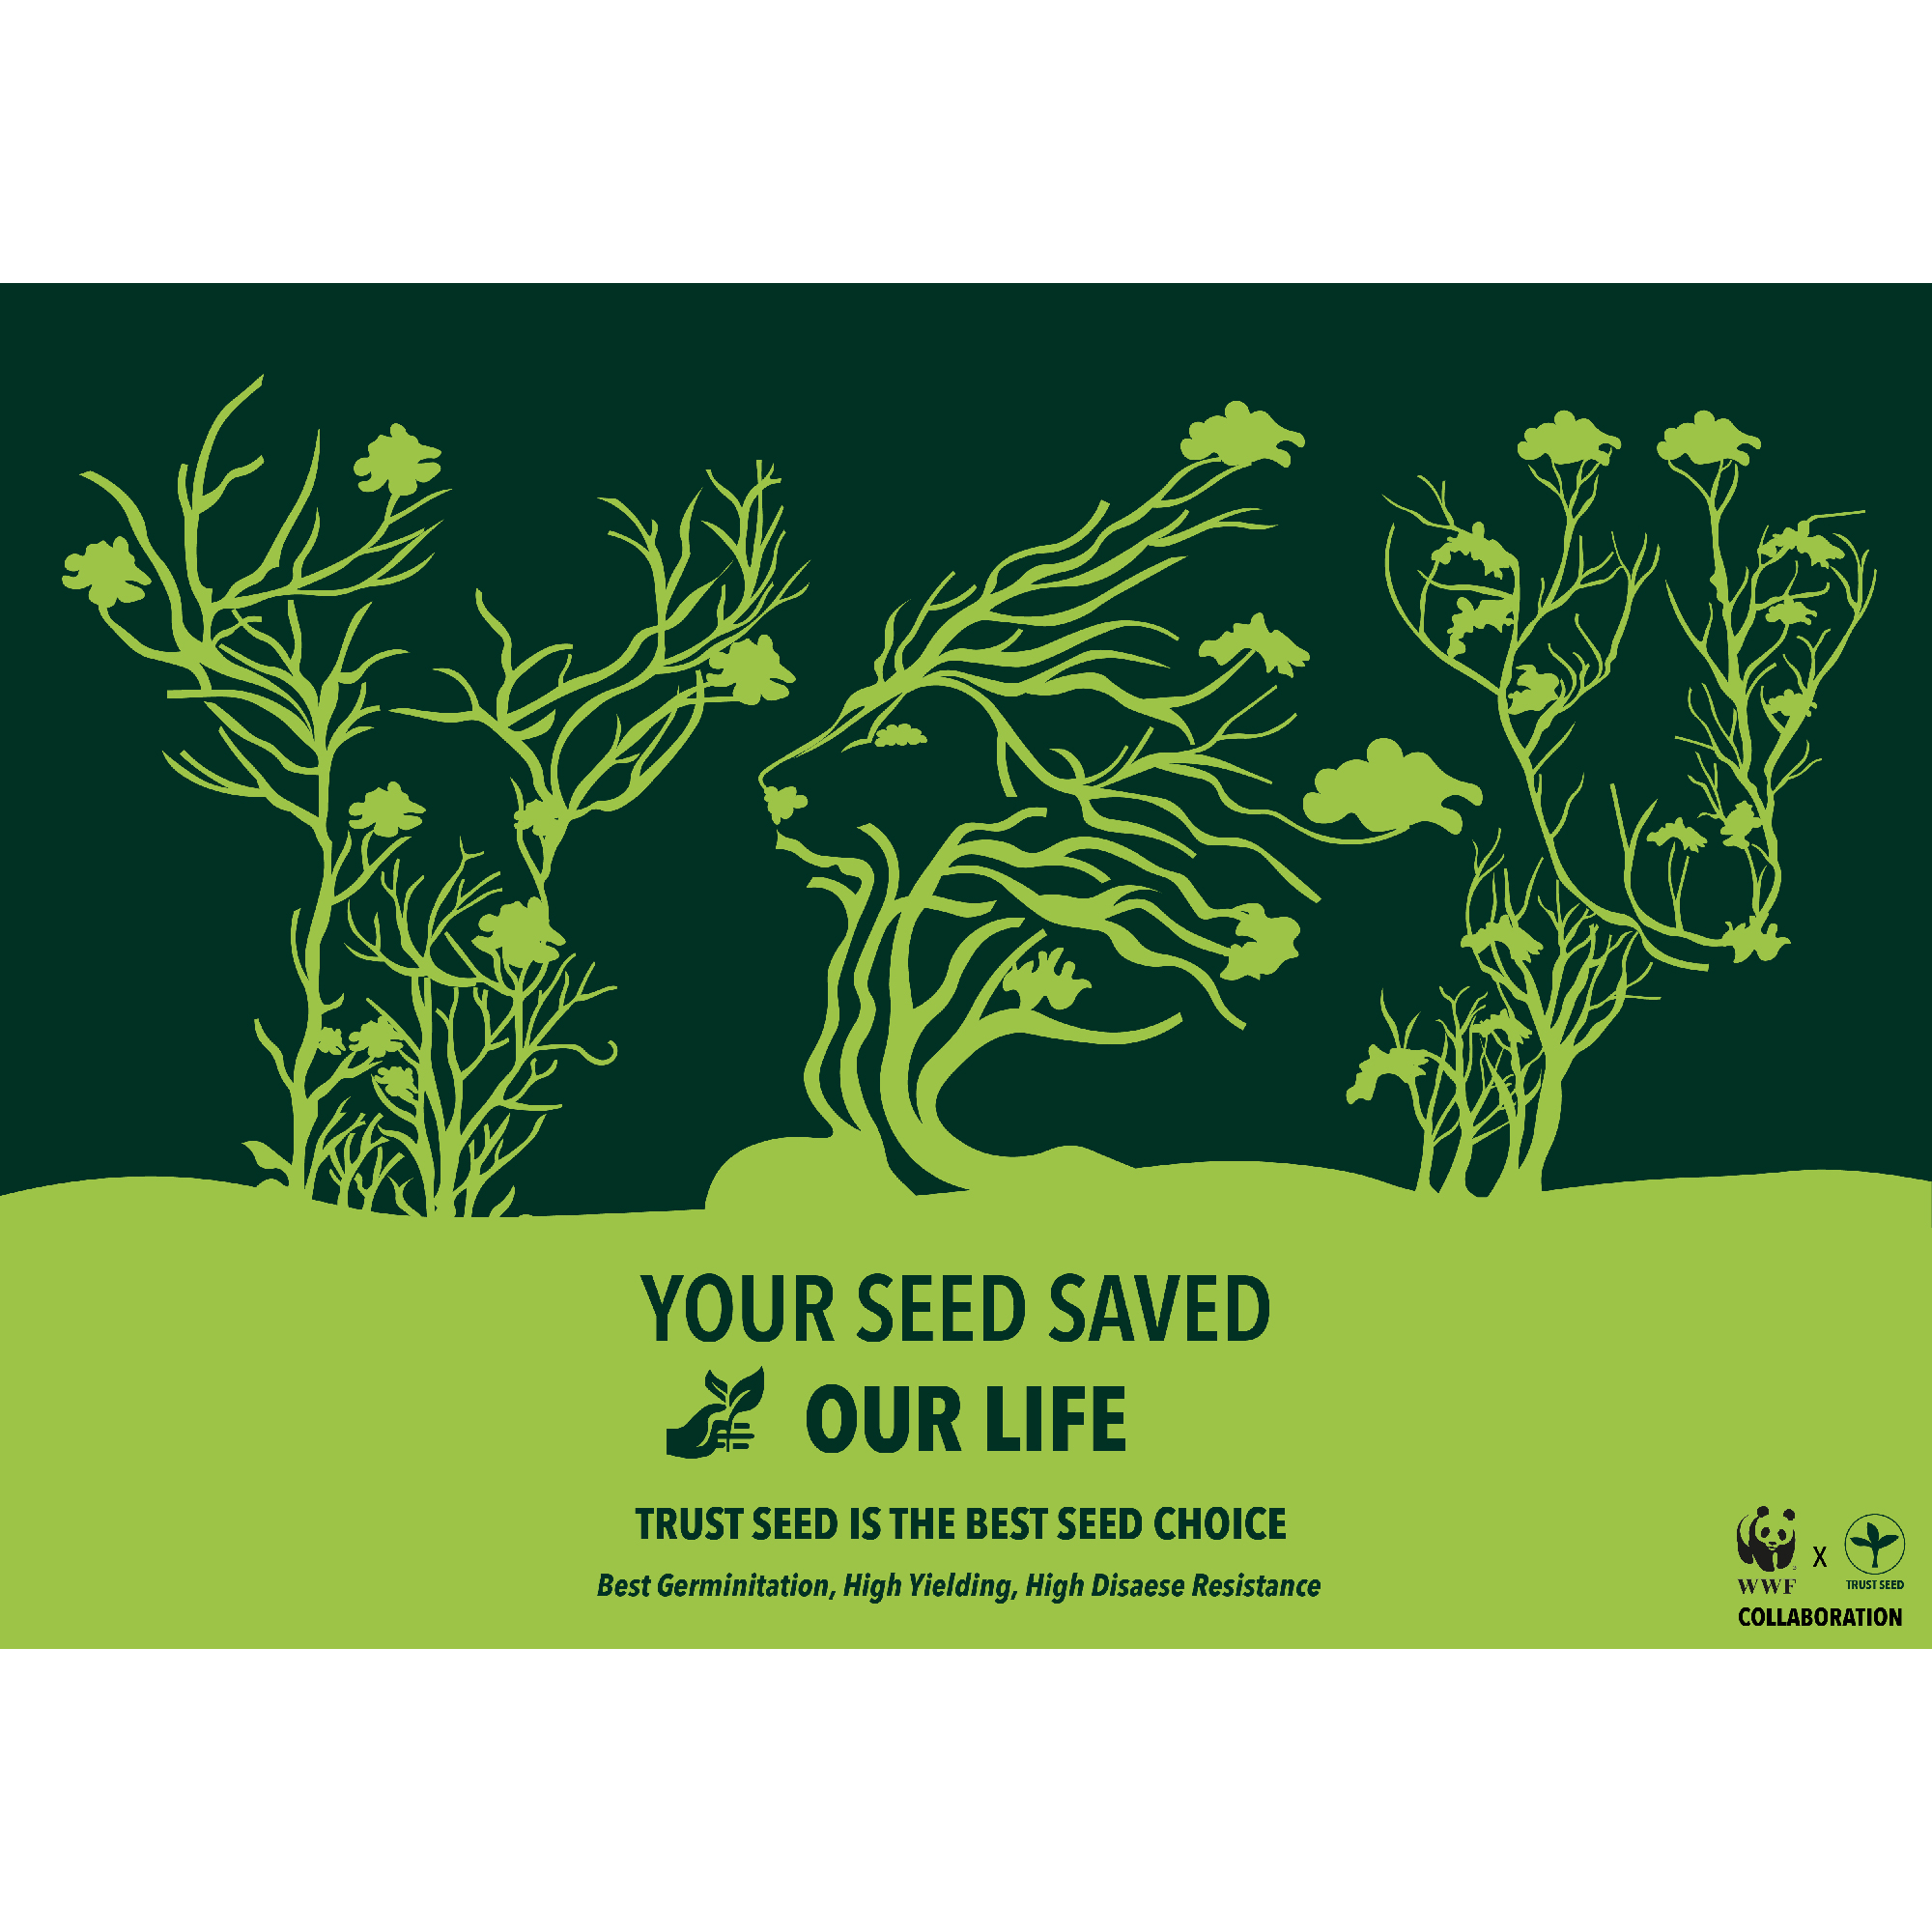 YOUR SEED SAVED
OUR LIFE
TRUST SEED IS THE BEST SEED CHOICE
Best Germinitation, High Yielding, High Disaese Resistance
WWF
X
TRUST SEED
COLLABORATION